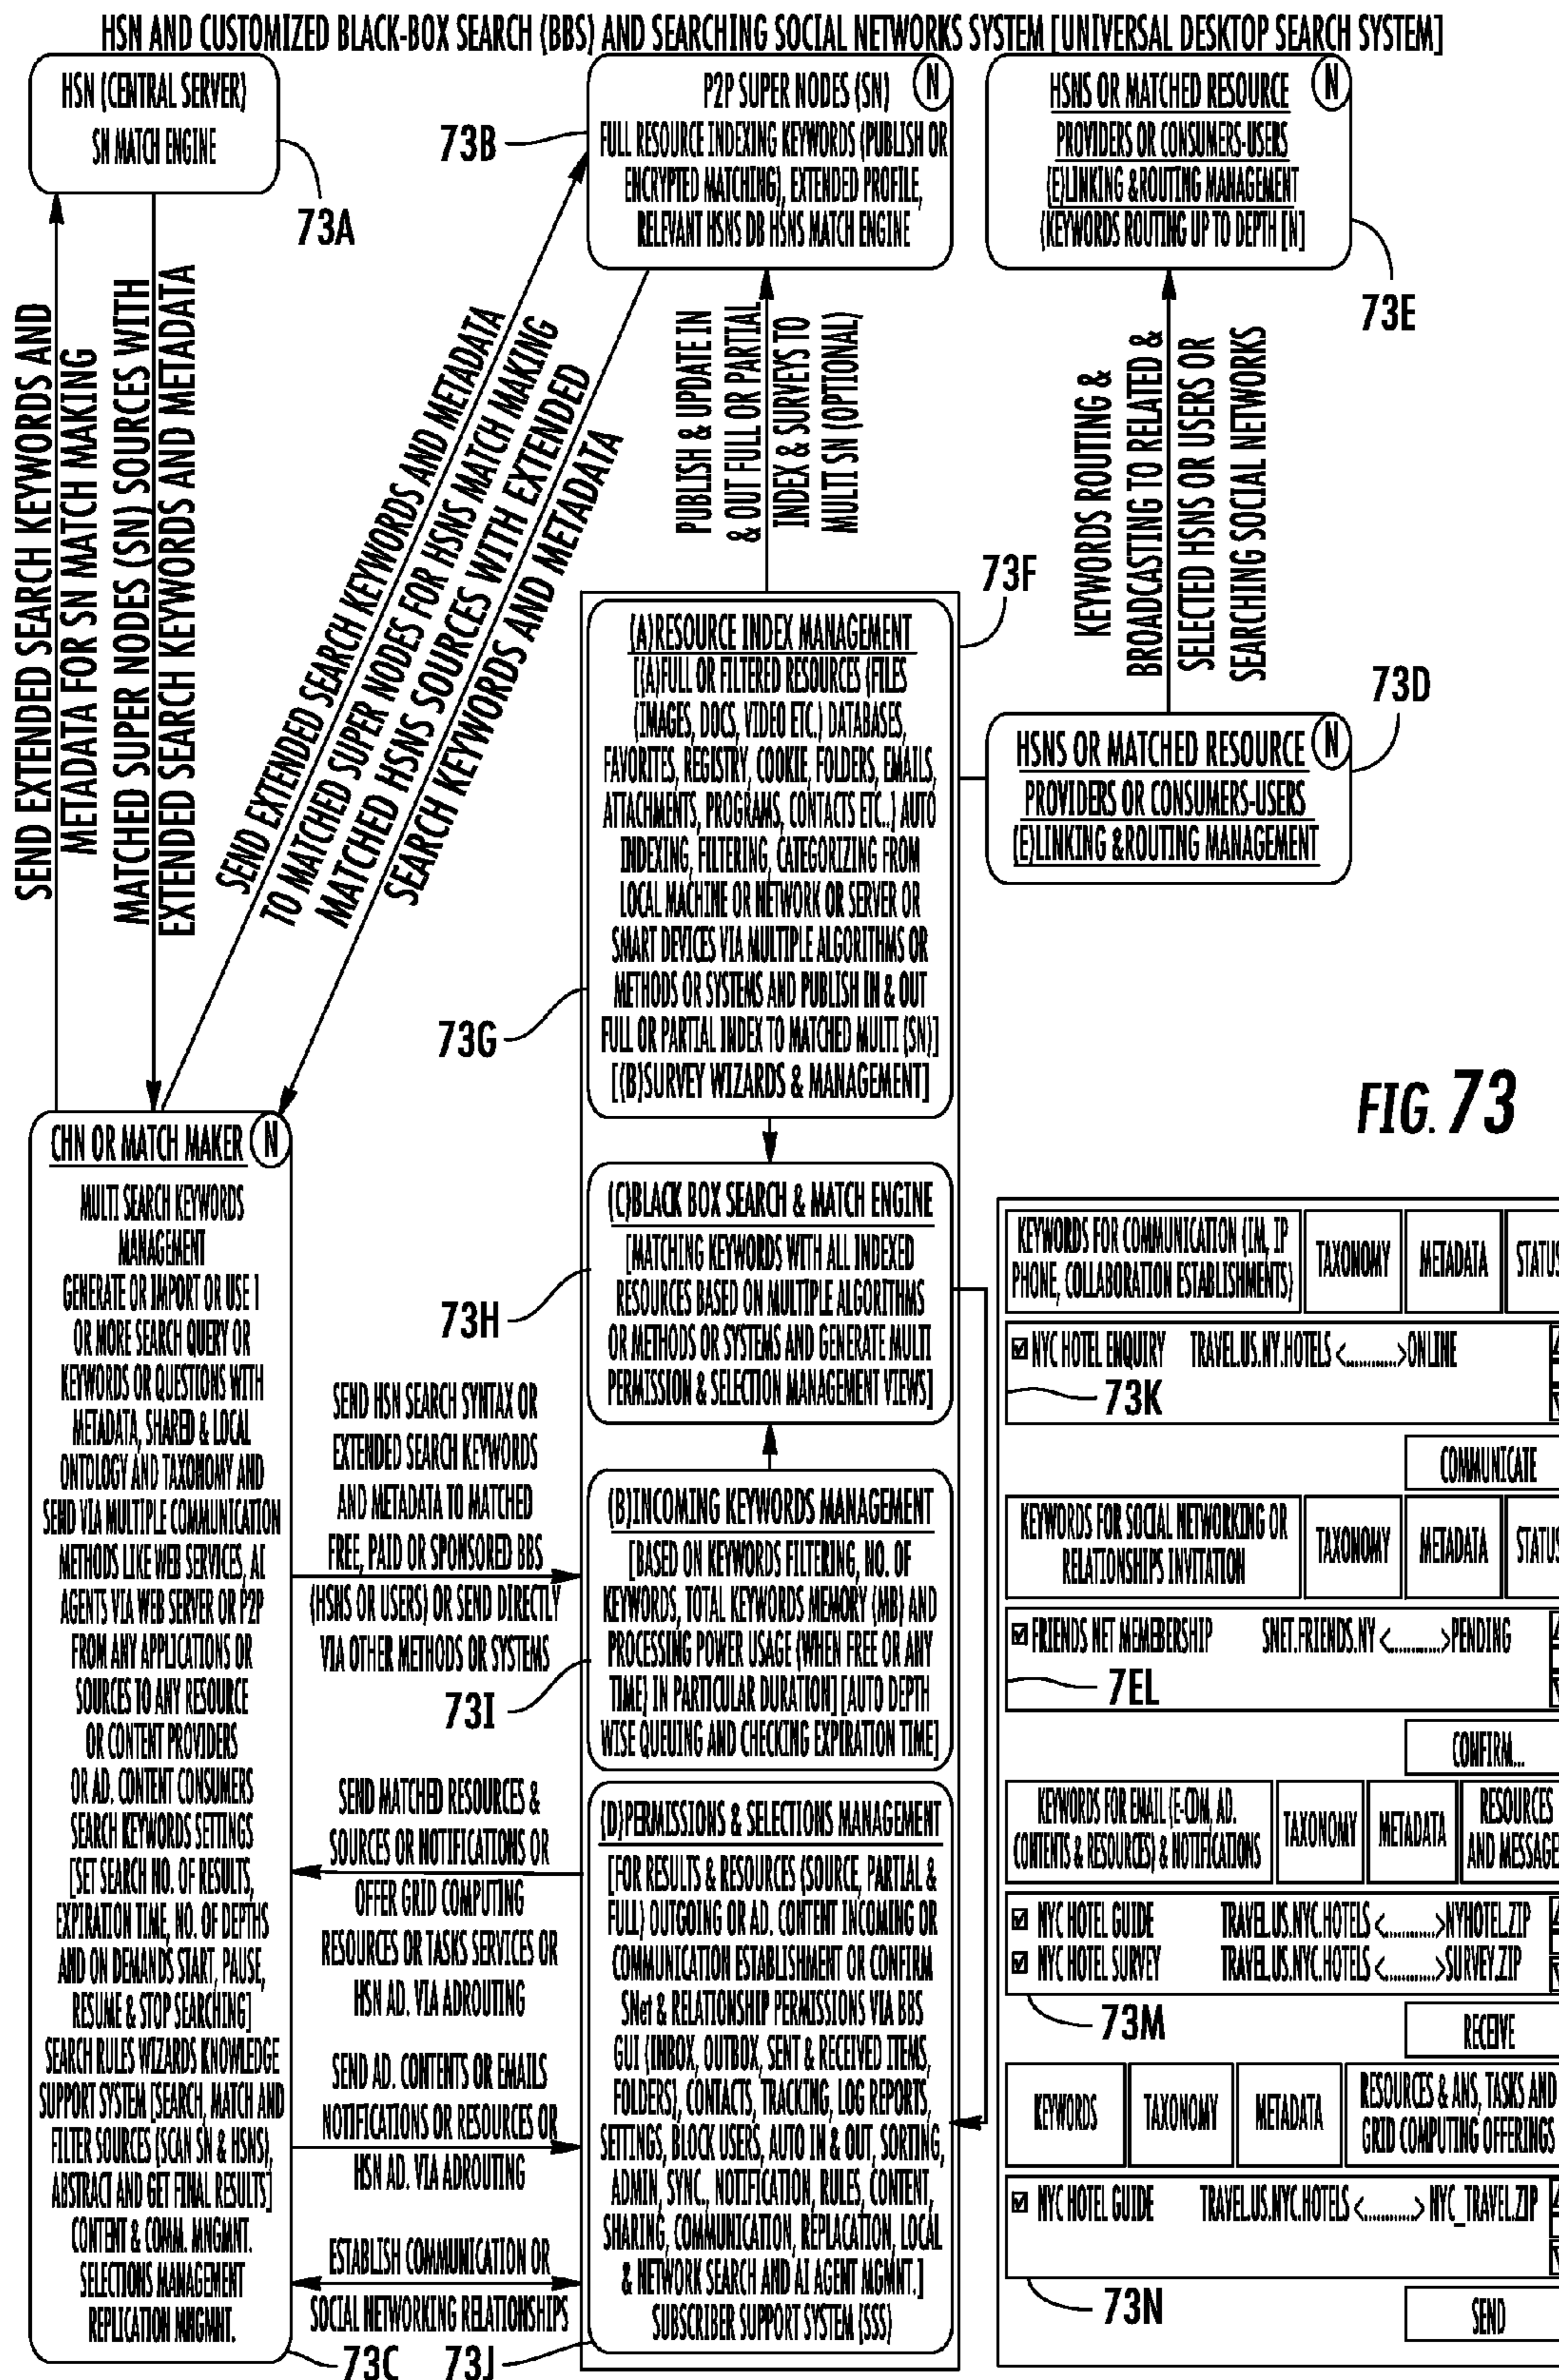 HSN AND CUSTOMIZED BLACK-BOX SEARCH (BBS) AND SEARCHING SOCIAL NETWORKS SYSTEM [UNIVERSAL DESKTOP SEARCH SYSTEM]
HSN (CENTRAL SERVER)
SN MATCH ENGINE
73A
73B
P2P SUPER NODES (SN)
N
FULL RESOURCE INDEXING KEYWORDS (PUBLISH OR
ENCRYPTED MATCHING), EXTENDED PROFILE,
RELEVANT HSNS DB HSNS MATCH ENGINE
HSNS OR MATCHED RESOURCE
N
PROVIDERS OR CONSUMERS-USERS
(E)LINKING &ROUTING MANAGEMENT
(KEYWORDS ROUTING UP TO DEPTH [N]
73E
SEND EXTENDED SEARCH KEYWORDS AND
METADATA FOR SN MATCH MAKING
MATCHED SUPER NODES (SN) SOURCES WITH
EXTENDED SEARCH KEYWORDS AND METADATA
SEND EXTENDED SEARCH KEYWORDS AND METADATA
TO MATCHED SUPER NODES FOR HSNS MATCH MAKING
MATCHED HSNS SOURCES WITH EXTENDED
SEARCH KEYWORDS AND METADATA
PUBLISH & UPDATE IN
& OUT FULL OR PARTIAL
INDEX & SURVEYS TO
MULTI SN (OPTIONAL)
KEYWORDS ROUTING &
BROADCASTING TO RELATED &
SELECTED HSNS OR USERS OR
SEARCHING SOCIAL NETWORKS
73F
73D
HSNS OR MATCHED RESOURCE
N
PROVIDERS OR CONSUMERS-USERS
(E)LINKING &ROUTING MANAGEMENT
(A)RESOURCE INDEX MANAGEMENT
[(A)FULL OR FILTERED RESOURCES (FILES
(IMAGES, DOCS, VIDEO ETC.) DATABASES,
FAVORITES, REGISTRY, COOKIE, FOLDERS, EMAILS,
ATTACHMENTS, PROGRAMS, CONTACTS ETC..) AUTO
INDEXING, FILTERING, CATEGORIZING FROM
LOCAL MACHINE OR NETWORK OR SERVER OR
SMART DEVICES VIA MULTIPLE ALGORITHMS OR
METHODS OR SYSTEMS AND PUBLISH IN & OUT
FULL OR PARTIAL INDEX TO MATCHED MULTI (SN)]
[(B)SURVEY WIZARDS & MANAGEMENT]
73G
FIG. 73
CHN OR MATCH MAKER
N
MULTI SEARCH KEYWORDS
MANAGEMENT
GENERATE OR IMPORT OR USE 1
OR MORE SEARCH QUERY OR
KEYWORDS OR QUESTIONS WITH
METADATA, SHARED & LOCAL
ONTOLOGY AND TAXONOMY AND
SEND VIA MULTIPLE COMMUNICATION
METHODS LIKE WEB SERVICES, AI
AGENTS VIA WEB SERVER OR P2P
FROM ANY APPLICATIONS OR
SOURCES TO ANY RESOURCE
OR CONTENT PROVIDERS
OR AD. CONTENT CONSUMERS
SEARCH KEYWORDS SETTINGS
[SET SEARCH NO. OF RESULTS,
EXPIRATION TIME, NO. OF DEPTHS
AND ON DEMANDS START, PAUSE,
RESUME & STOP SEARCHING]
SEARCH RULES WIZARDS KNOWLEDGE
SUPPORT SYSTEM [SEARCH, MATCH AND
FILTER SOURCES (SCAN SN & HSNS),
ABSTRACT AND GET FINAL RESULTS]
CONTENT & COMM. MNGMNT.
SELECTIONS MANAGEMENT
REPLICATION MNGMNT.
73C
SEND HSN SEARCH SYNTAX OR
EXTENDED SEARCH KEYWORDS
AND METADATA TO MATCHED
FREE, PAID OR SPONSORED BBS
(HSNS OR USERS) OR SEND DIRECTLY
VIA OTHER METHODS OR SYSTEMS
SEND MATCHED RESOURCES &
SOURCES OR NOTIFICATIONS OR
OFFER GRID COMPUTING
RESOURCES OR TASKS SERVICES OR
HSN AD. VIA ADROUTING
SEND AD. CONTENTS OR EMAILS
NOTIFICATIONS OR RESOURCES OR
HSN AD. VIA ADROUTING
ESTABLISH COMMUNICATION OR
SOCIAL NETWORKING RELATIONSHIPS
73H
(C)BLACK BOX SEARCH & MATCH ENGINE
[MATCHING KEYWORDS WITH ALL INDEXED
RESOURCES BASED ON MULTIPLE ALGORITHMS
OR METHODS OR SYSTEMS AND GENERATE MULTI
PERMISSION & SELECTION MANAGEMENT VIEWS]
73I
(B)INCOMING KEYWORDS MANAGEMENT
[BASED ON KEYWORDS FILTERING, NO. OF
KEYWORDS, TOTAL KEYWORDS MEMORY (MB) AND
PROCESSING POWER USAGE (WHEN FREE OR ANY
TIME) IN PARTICULAR DURATION] [AUTO DEPTH
WISE QUEUING AND CHECKING EXPIRATION TIME]
(D)PERMISSIONS & SELECTIONS MANAGEMENT
[FOR RESULTS & RESOURCES (SOURCE, PARTIAL &
FULL) OUTGOING OR AD. CONTENT INCOMING OR
COMMUNICATION ESTABLISHMENT OR CONFIRM
SNet & RELATIONSHIP PERMISSIONS VIA BBS
GUI (INBOX, OUTBOX, SENT & RECEIVED ITEMS,
FOLDERS), CONTACTS, TRACKING, LOG REPORTS,
SETTINGS, BLOCK USERS, AUTO IN & OUT, SORTING,
ADMIN, SYNC, NOTIFICATION, RULES, CONTENT,
SHARING, COMMUNICATION, REPLACATION, LOCAL
& NETWORK SEARCH AND AI AGENT MGMNT.]
SUBSCRIBER SUPPORT SYSTEM (SSS)
73J
KEYWORDS FOR COMMUNICATION (IM, IP
PHONE, COLLABORATION ESTABLISHMENTS)
TAXONOMY
METADATA
STATUS
NYC HOTEL ENQUIRY TRAVEL.US.NY.HOTELS <...........>ONLINE
73K
COMMUNICATE
KEYWORDS FOR SOCIAL NETWORKING OR
RELATIONSHIPS INVITATION
TAXONOMY
METADATA
STATUS
FRIENDS NET MEMEBERSHIP SNET.FRIENDS.NY <..........>PENDING
7EL
CONFIRM...
KEYWORDS FOR EMAIL (E-COM, AD.
CONTENTS & RESOURCES) & NOTIFICATIONS
TAXONOMY
METADATA
RESOURCES
AND MESSAGE
NYC HOTEL GUIDE TRAVEL.US.NYC.HOTELS <...........>NYHOTEL.ZIP
NYC HOTEL SURVEY TRAVEL.US.NYC.HOTELS <...........>SURVEY.ZIP
73M
RECEIVE
KEYWORDS
TAXONOMY
METADATA
RESOURCES & ANS, TASKS AND
GRID COMPUTING OFFERINGS
NYC HOTEL GUIDE TRAVEL.US.NYC.HOTELS <..........> NYC_TRAVEL.ZIP
73N
SEND